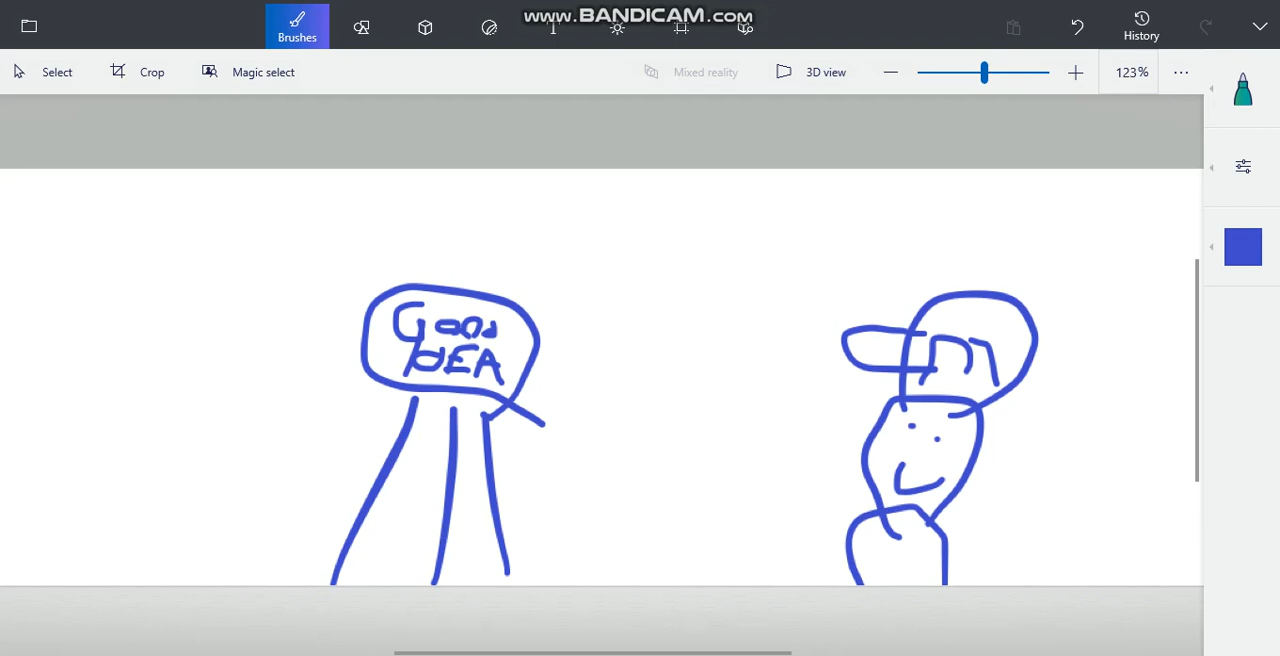 www.BANDICAM.com
Brushes
T
History
Select
Crop
Magic select
Mixed reality
3D view
123%
Good
IdEA
m